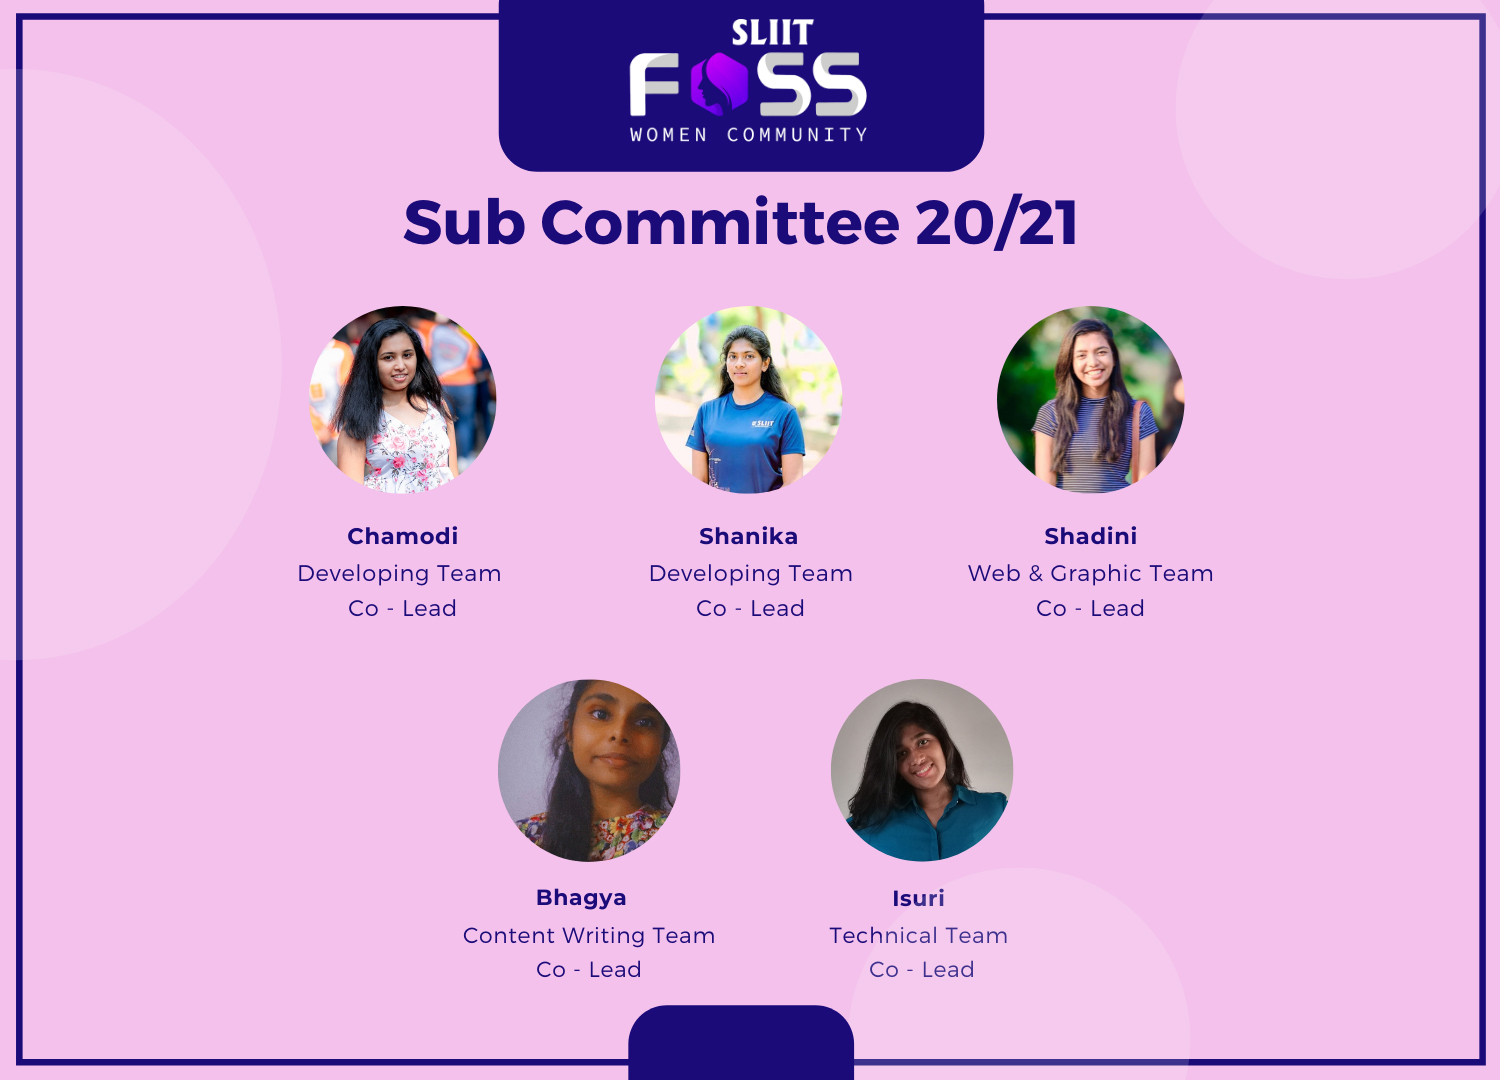 SLIIT
FOSS
WOMEN COMMUNITY
Sub Committee 20/21
Chamodi
Developing Team
Co - Lead
Shanika
Developing Team
Co - Lead
Shadini
Web & Graphic Team
Co - Lead
Bhagya
Content Writing Team
Co - Lead
Isuri
Technical Team
Co - Lead